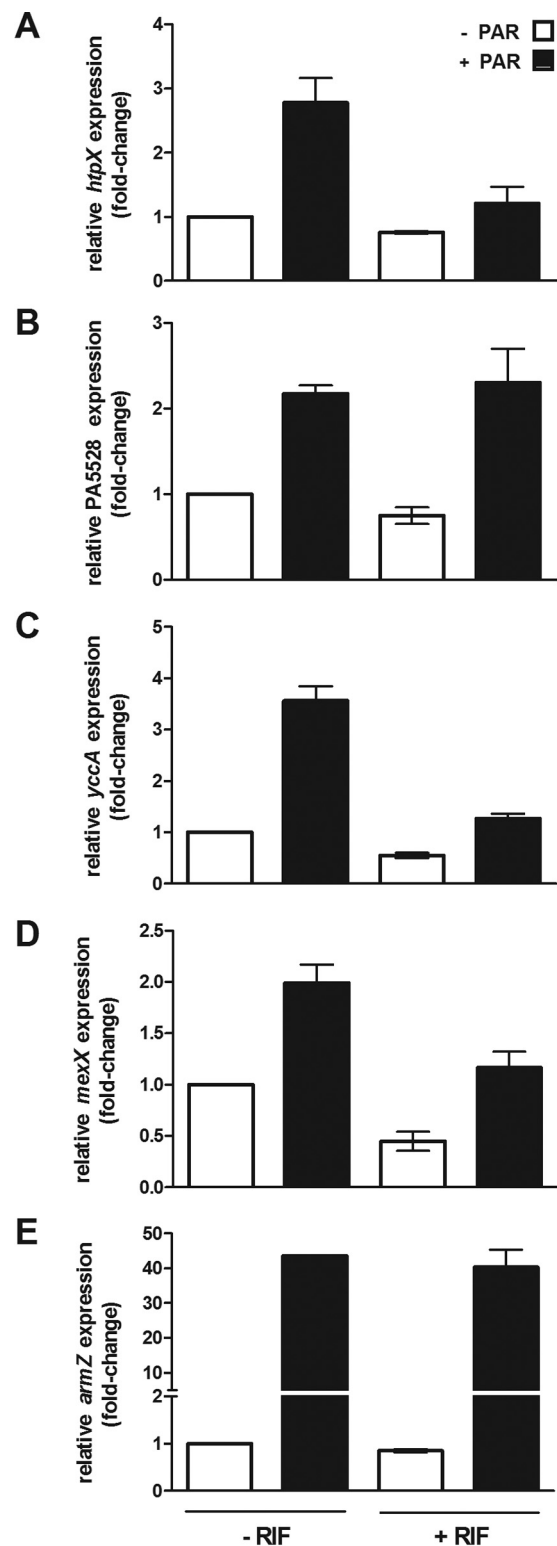 A
- PAR
+ PAR
relative htpX expression
(fold-change)
4
3
2
1
0
B
relative PA5528 expression
(fold-change)
3
2
1
0
C
relative yccA expression
(fold-change)
5
4
3
2
1
0
D
relative mexX expression
(fold-change)
2.5
2.0
1.5
1.0
0.5
0.0
E
relative armZ expression
(fold-change)
50
40
30
20
10
2
1
0
- RIF
+ RIF